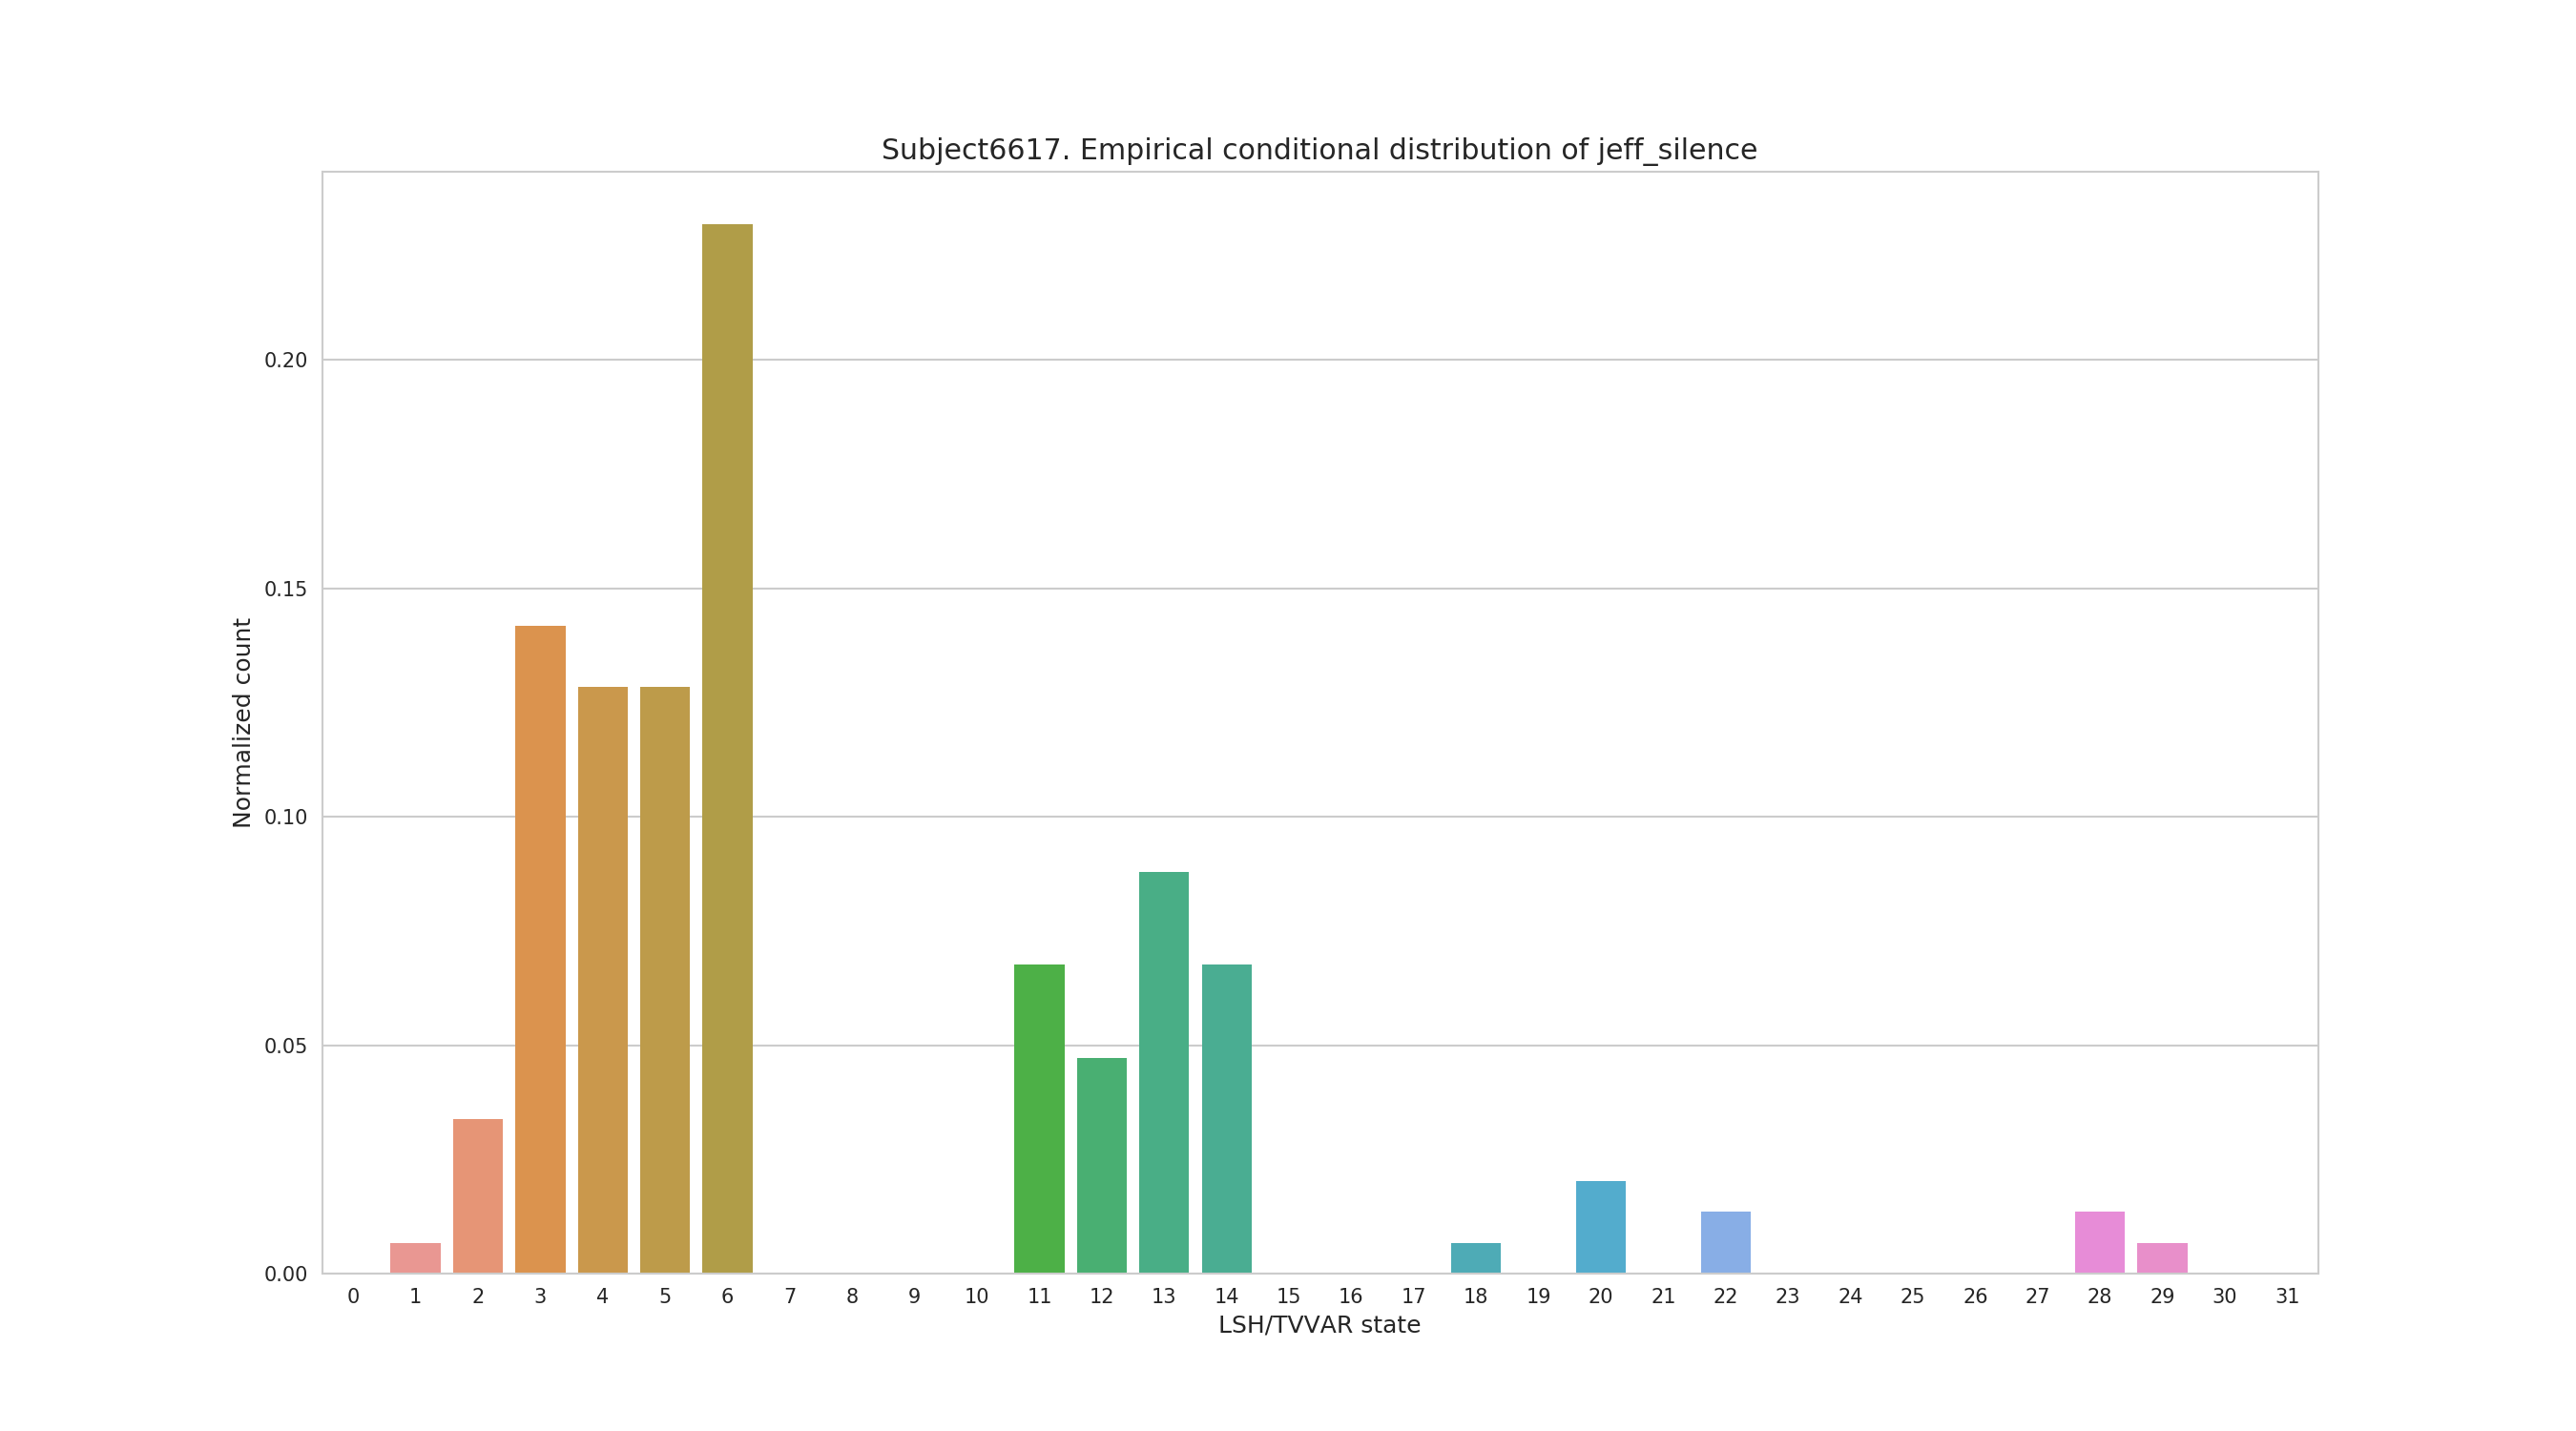 Subject6617. Empirical conditional distribution of jeff_silence
Normalized count
0.20
0.15
0.10
0.05
0.00
0 1 2 3 4 5 6 7 8 9 10 11 12 13 14 15 16 17 18 19 20 21 22 23 24 25 26 27 28 29 30 31
LSH/TVVAR state